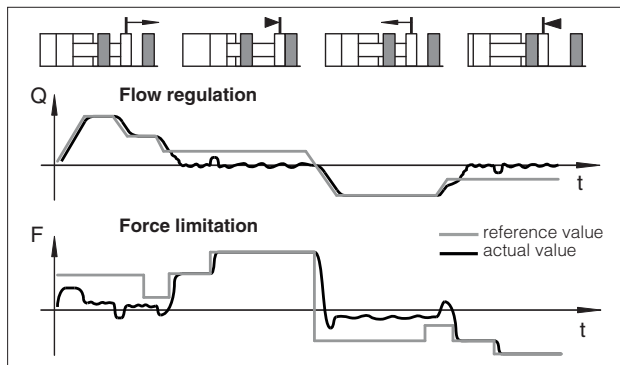 Q
Flow regulation
t
F
Force limitation
reference value
actual value
t